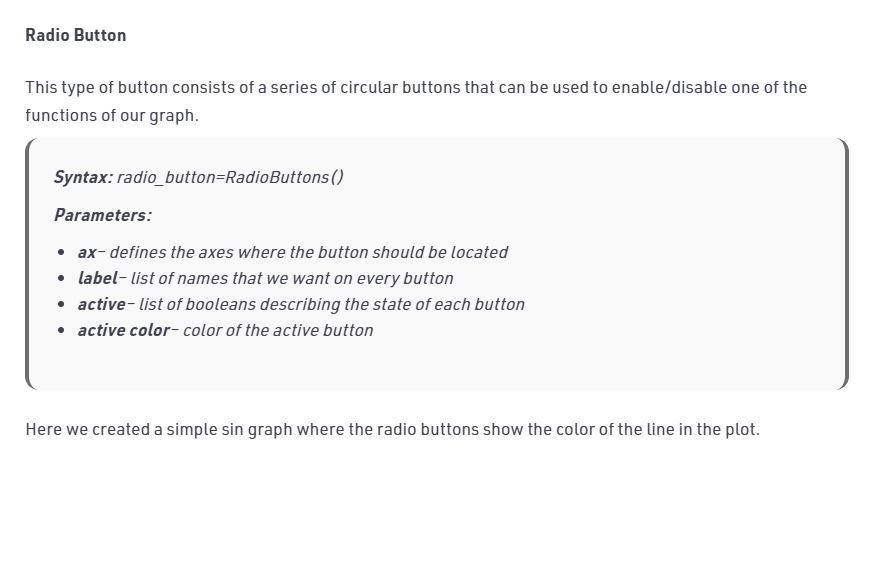 Radio Button
This type of button consists of a series of circular buttons that can be used to enable/disable one of the
functions of our graph.
Syntax: radio_button=RadioButtons()
Parameters:
• ax– defines the axes where the button should be located
• label– list of names that we want on every button
• active– list of booleans describing the state of each button
• active color– color of the active button
Here we created a simple sin graph where the radio buttons show the color of the line in the plot.